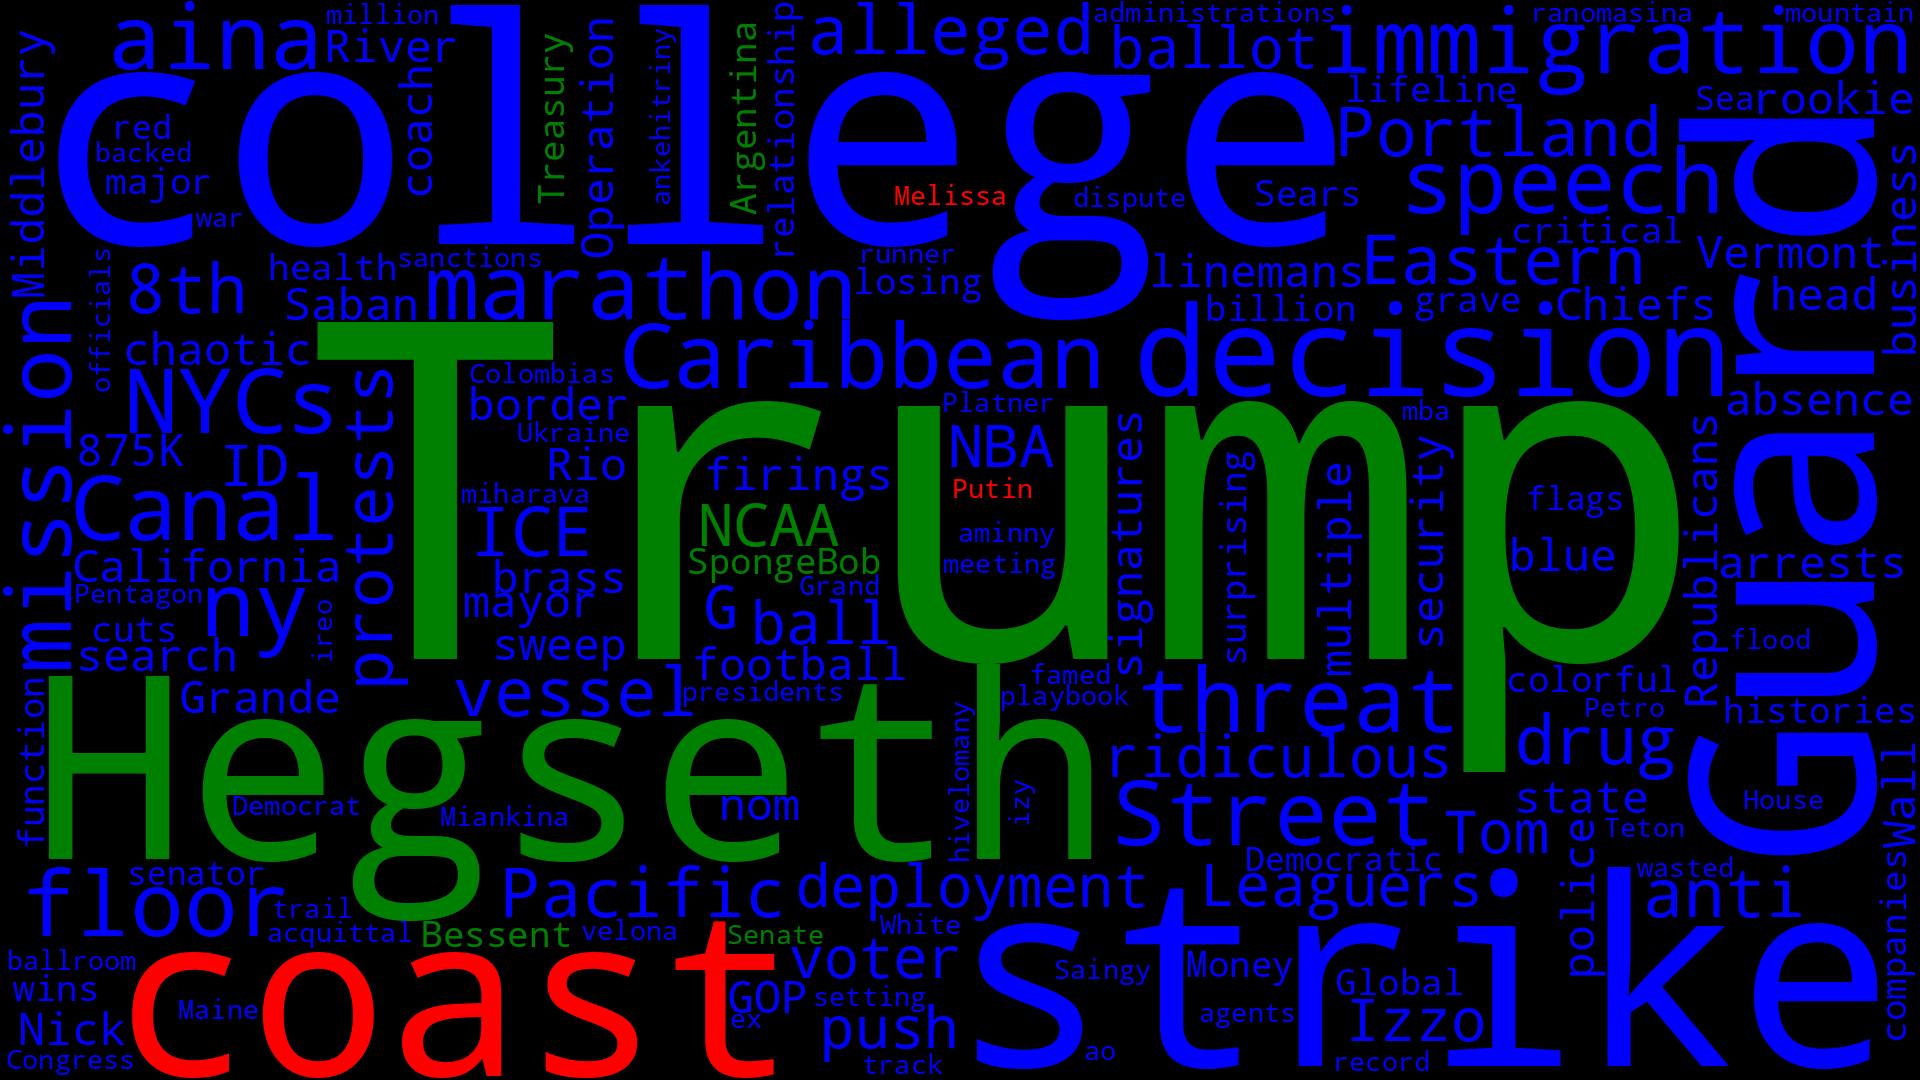 million
administrations
ranomasina
mountain
aina
River
alleged
ballot
immigration
college
Middlebury
coach
Treasury
Operation
ankehitriny
Argentina
relationship
lifeline
Sea
rookie
red
backed
major
war
Melissa
dispute
Sears
Portland
speech
Guard
business
critical
Vermont
officials
8th
health
sanctions
Saban
marathon
runner
losing
linemans
Eastern
billion
grave
Chiefs
head
mission
chaotic
Trump
Caribbean
decision
NYCs
protests
Colombias
border
Ukraine
Platner
NBA
signatures
mba
absence
875K
ID
Rio
firings
Putin
surprising
multiple
security
flags
Republicans
Canal
miharava
ICE
NCAA
aminny
blue
California
SpongeBob
meeting
arrests
Pentagon
ny
brass
mayor
Grand
G
ball
cuts
ireo
search
sweep
football
flood
function
Grande
vessel
presidents
famed
playbook
threat
colorful
Petro
histories
Hegseth
hivelomany
ridiculous
drug
Wall
Democrat
Miankina
nom
izy
Street
Tom
state
House
Teton
police
floor
senator
Pacific
deployment
Democratic
Leaguers
wasted
anti
companies
trail
acquittal
Bessent
velona
Senate
White
strike
ballroom
coast
voter
wins
Maine
GOP
setting
Saingy
Money
Global
Nick
ex
push
agents
Izzo
Congress
track
ao
record